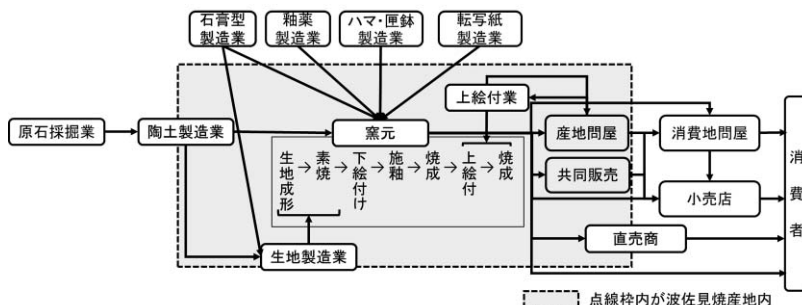 石膏型
製造業
釉薬
製造業
ハマ・匣鉢
製造業
転写紙
製造業
上絵付業
原石採掘業
陶土製造業
窯元
産地問屋
消費地問屋
生地成形
素焼
下絵付け
施釉
焼成
上絵付
焼成
共同販売
小売店
直売商
消費者
生地製造業
点線枠内が波佐見焼産地内